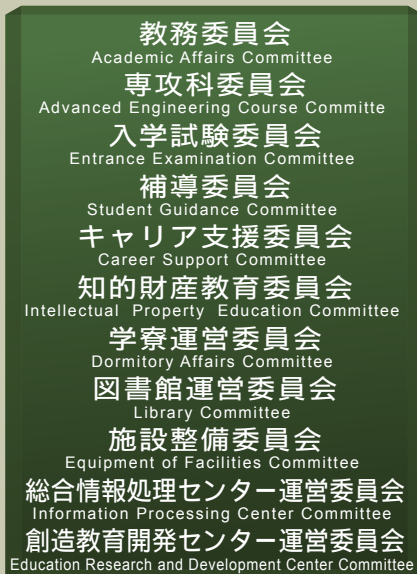 教務委員会
Academic Affairs Committee
専攻科委員会
Advanced Engineering Course Committe
入学試験委員会
Entrance Examination Committee
補導委員会
Student Guidance Committee
キャリア支援委員会
Career Support Committee
知的財産教育委員会
Intellectual Property Education Committee
学寮運営委員会
Dormitory Affairs Committee
図書館運営委員会
Library Committee
施設整備委員会
Equipment of Facilities Committee
総合情報処理センター運営委員会
Information Processing Center Committee
創造教育開発センター運営委員会
Education Research and Development Center Committee